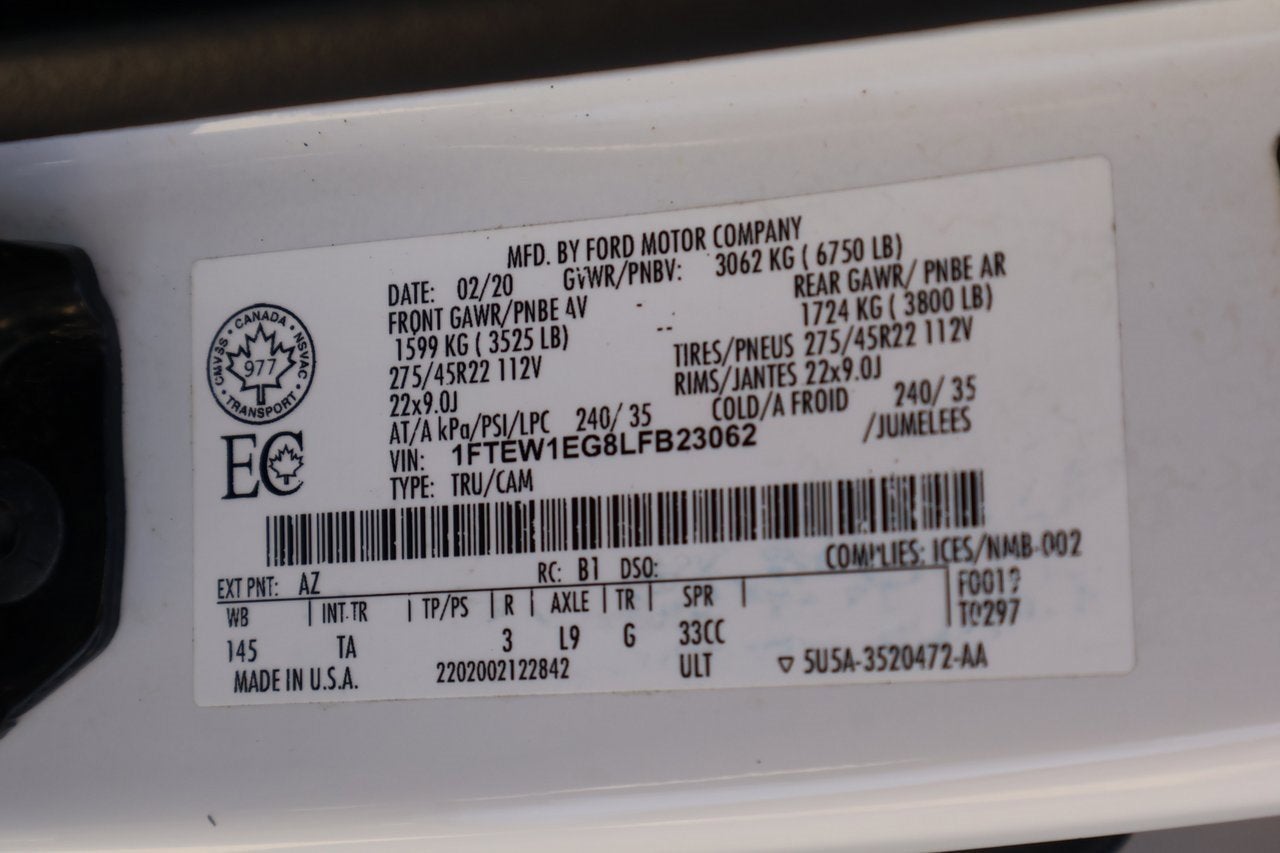 MFD. BY FORD MOTOR COMPANY
DATE: 02/20 GVWR/PNBV: 3062 KG ( 6750 LB)
FRONT GAWR/PNBE AV - REAR GAWR/ PNBE AR
1599 KG ( 3525 LB) -- 1724 KG ( 3800 LB)
275/45R22 112V TIRES/PNEUS 275/45R22 112V
22x9.0J RIMS/JANTES 22x9.0J
AT/A kPa/PSI/LPC 240/ 35 COLD/A FROID 240/ 35
VIN: 1FTEW1EG8LFB23062 /JUMELEES
TYPE: TRU/CAM
CANADA
CMVSS • NSVAC
977
TRANSPORT
EC
COMPLIES: ICES/NMB-002
EXT PNT: AZ RC: B1 DSO:
WB | INT TR | TP/PS | R | AXLE | TR | SPR |
145 TA 3 L9 G 33CC
T0297
MADE IN U.S.A. 2202002122842 ULT ▽ 5U5A-3520472-AA